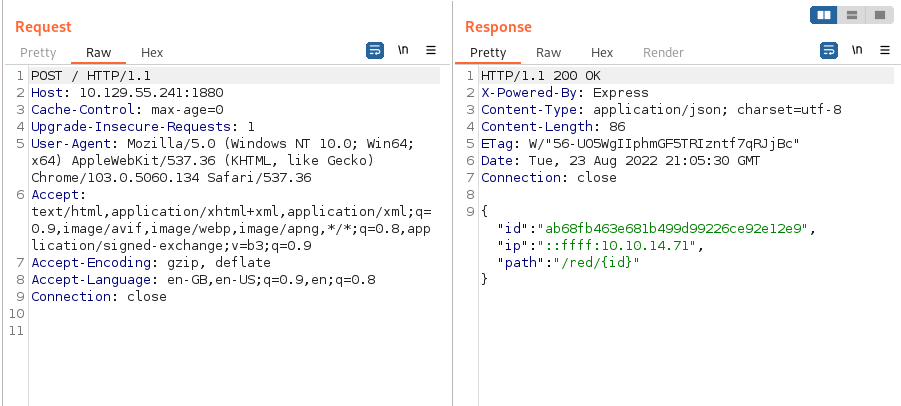 Request
Pretty Raw Hex
\n
1 POST / HTTP/1.1
2 Host: 10.129.55.241:1880
3 Cache-Control: max-age=0
4 Upgrade-Insecure-Requests: 1
5 User-Agent: Mozilla/5.0 (Windows NT 10.0; Win64;
x64) AppleWebKit/537.36 (KHTML, like Gecko)
Chrome/103.0.5060.134 Safari/537.36
6 Accept:
text/html,application/xhtml+xml,application/xml;q=
0.9,image/avif,image/webp,image/apng,*/*;q=0.8,app
lication/signed-exchange;v=b3;q=0.9
7 Accept-Encoding: gzip, deflate
8 Accept-Language: en-GB,en-US;q=0.9,en;q=0.8
9 Connection: close
10
11
Response
Pretty Raw Hex Render
\n
1 HTTP/1.1 200 OK
2 X-Powered-By: Express
3 Content-Type: application/json; charset=utf-8
4 Content-Length: 86
5 ETag: W/"56-UO5WgIIphmGF5TRIzntf7qRJjBc"
6 Date: Tue, 23 Aug 2022 21:05:30 GMT
7 Connection: close
8
9 {
"id":"ab68fb463e681b499d99226ce92e12e9",
"ip":"::ffff:10.10.14.71",
"path":"/red/{id}"
}